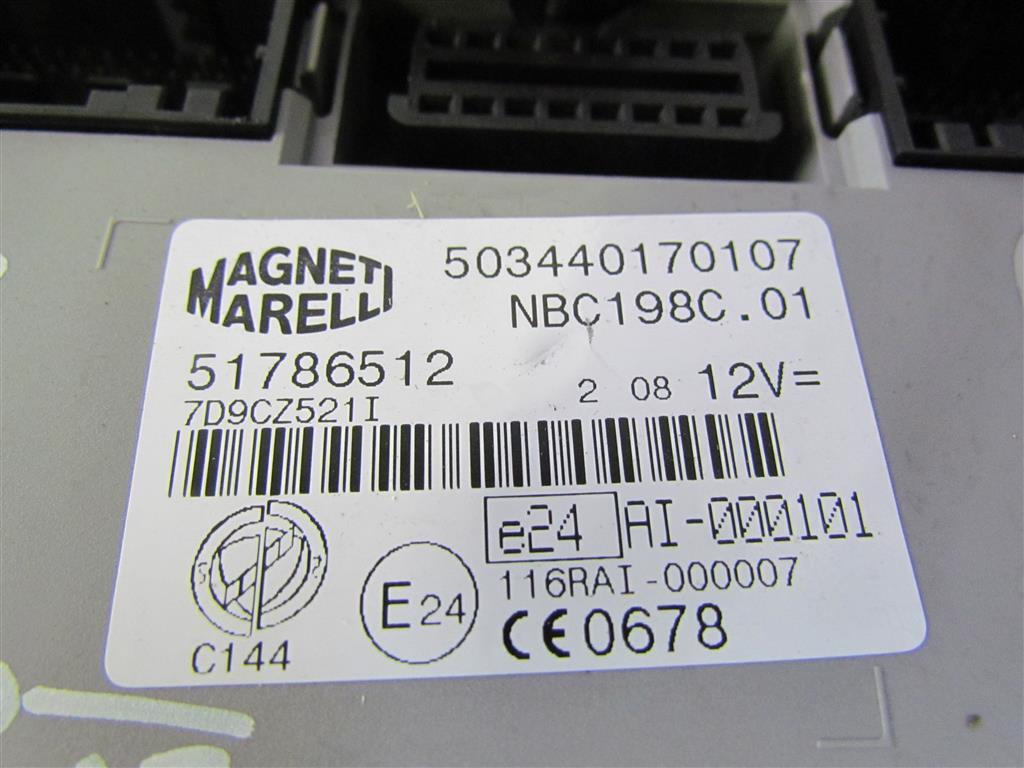 MAGNETI
MARELLI
503440170107
NBC198C.01
51786512
7D9CZ521I
2 08 12V=
e24 AI-000101
116RAI-000007
E24
CE0678
C144